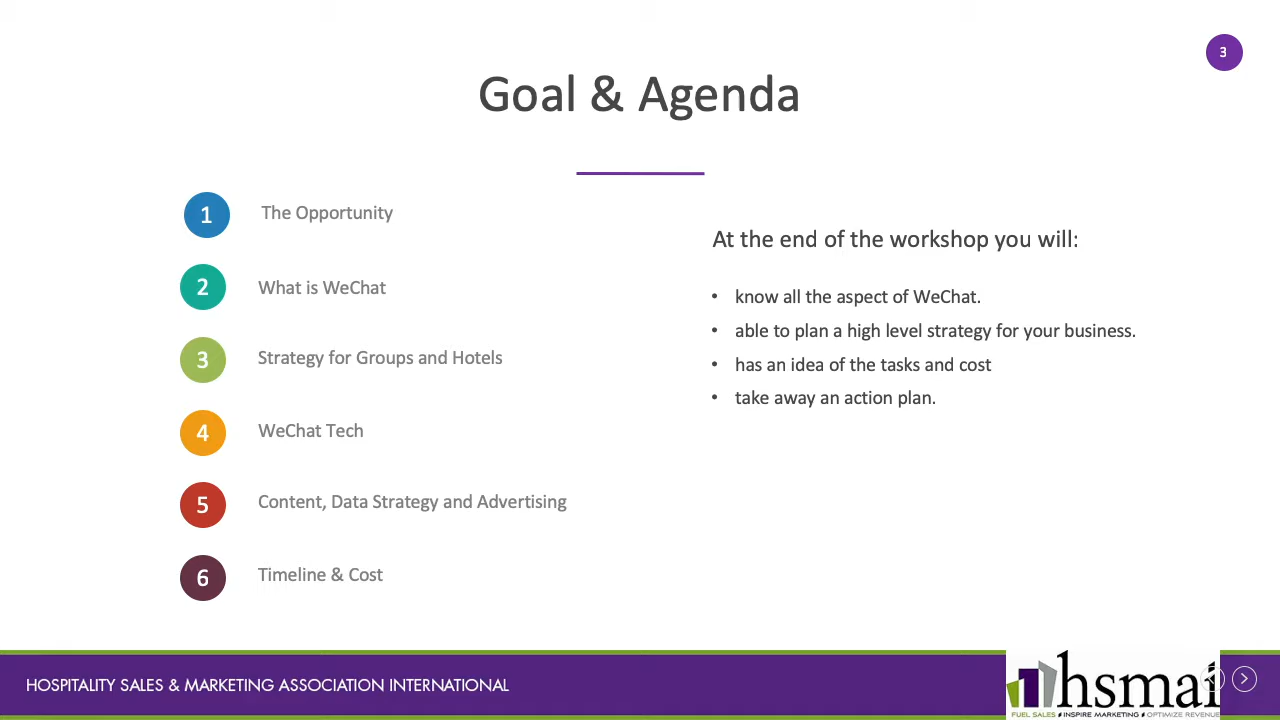 3
Goal & Agenda
1 The Opportunity
2 What is WeChat
3 Strategy for Groups and Hotels
4 WeChat Tech
5 Content, Data Strategy and Advertising
6 Timeline & Cost
At the end of the workshop you will:
• know all the aspect of WeChat.
• able to plan a high level strategy for your business.
• has an idea of the tasks and cost
• take away an action plan.
HOSPITALITY SALES & MARKETING ASSOCIATION INTERNATIONAL
hsmai
FUEL SALES INSPIRE MARKETING OPTIMIZE REVENUE